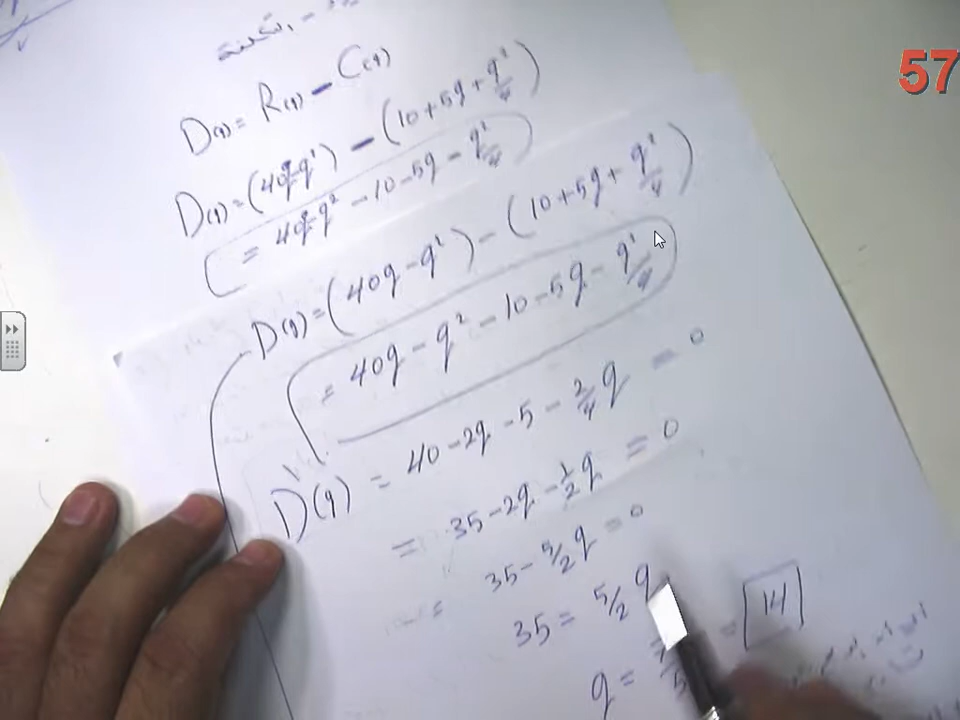 57
D(q) = R(q) - C(q)
D(q) = (40q-q²) - (10+5q+q²/4)
= 40q-q² -10-5q- q²/4
D(q) = (40q-q²) - (10+5q+ q²/4)
= 40q - q² - 10 - 5q - q²/4
D'(q) = 40-2q -5 - 2/4 q = 0
= 35-2q - 1/2 q = 0
= 35 - 5/2 q = 0
35 = 5/2 q
q = = 14